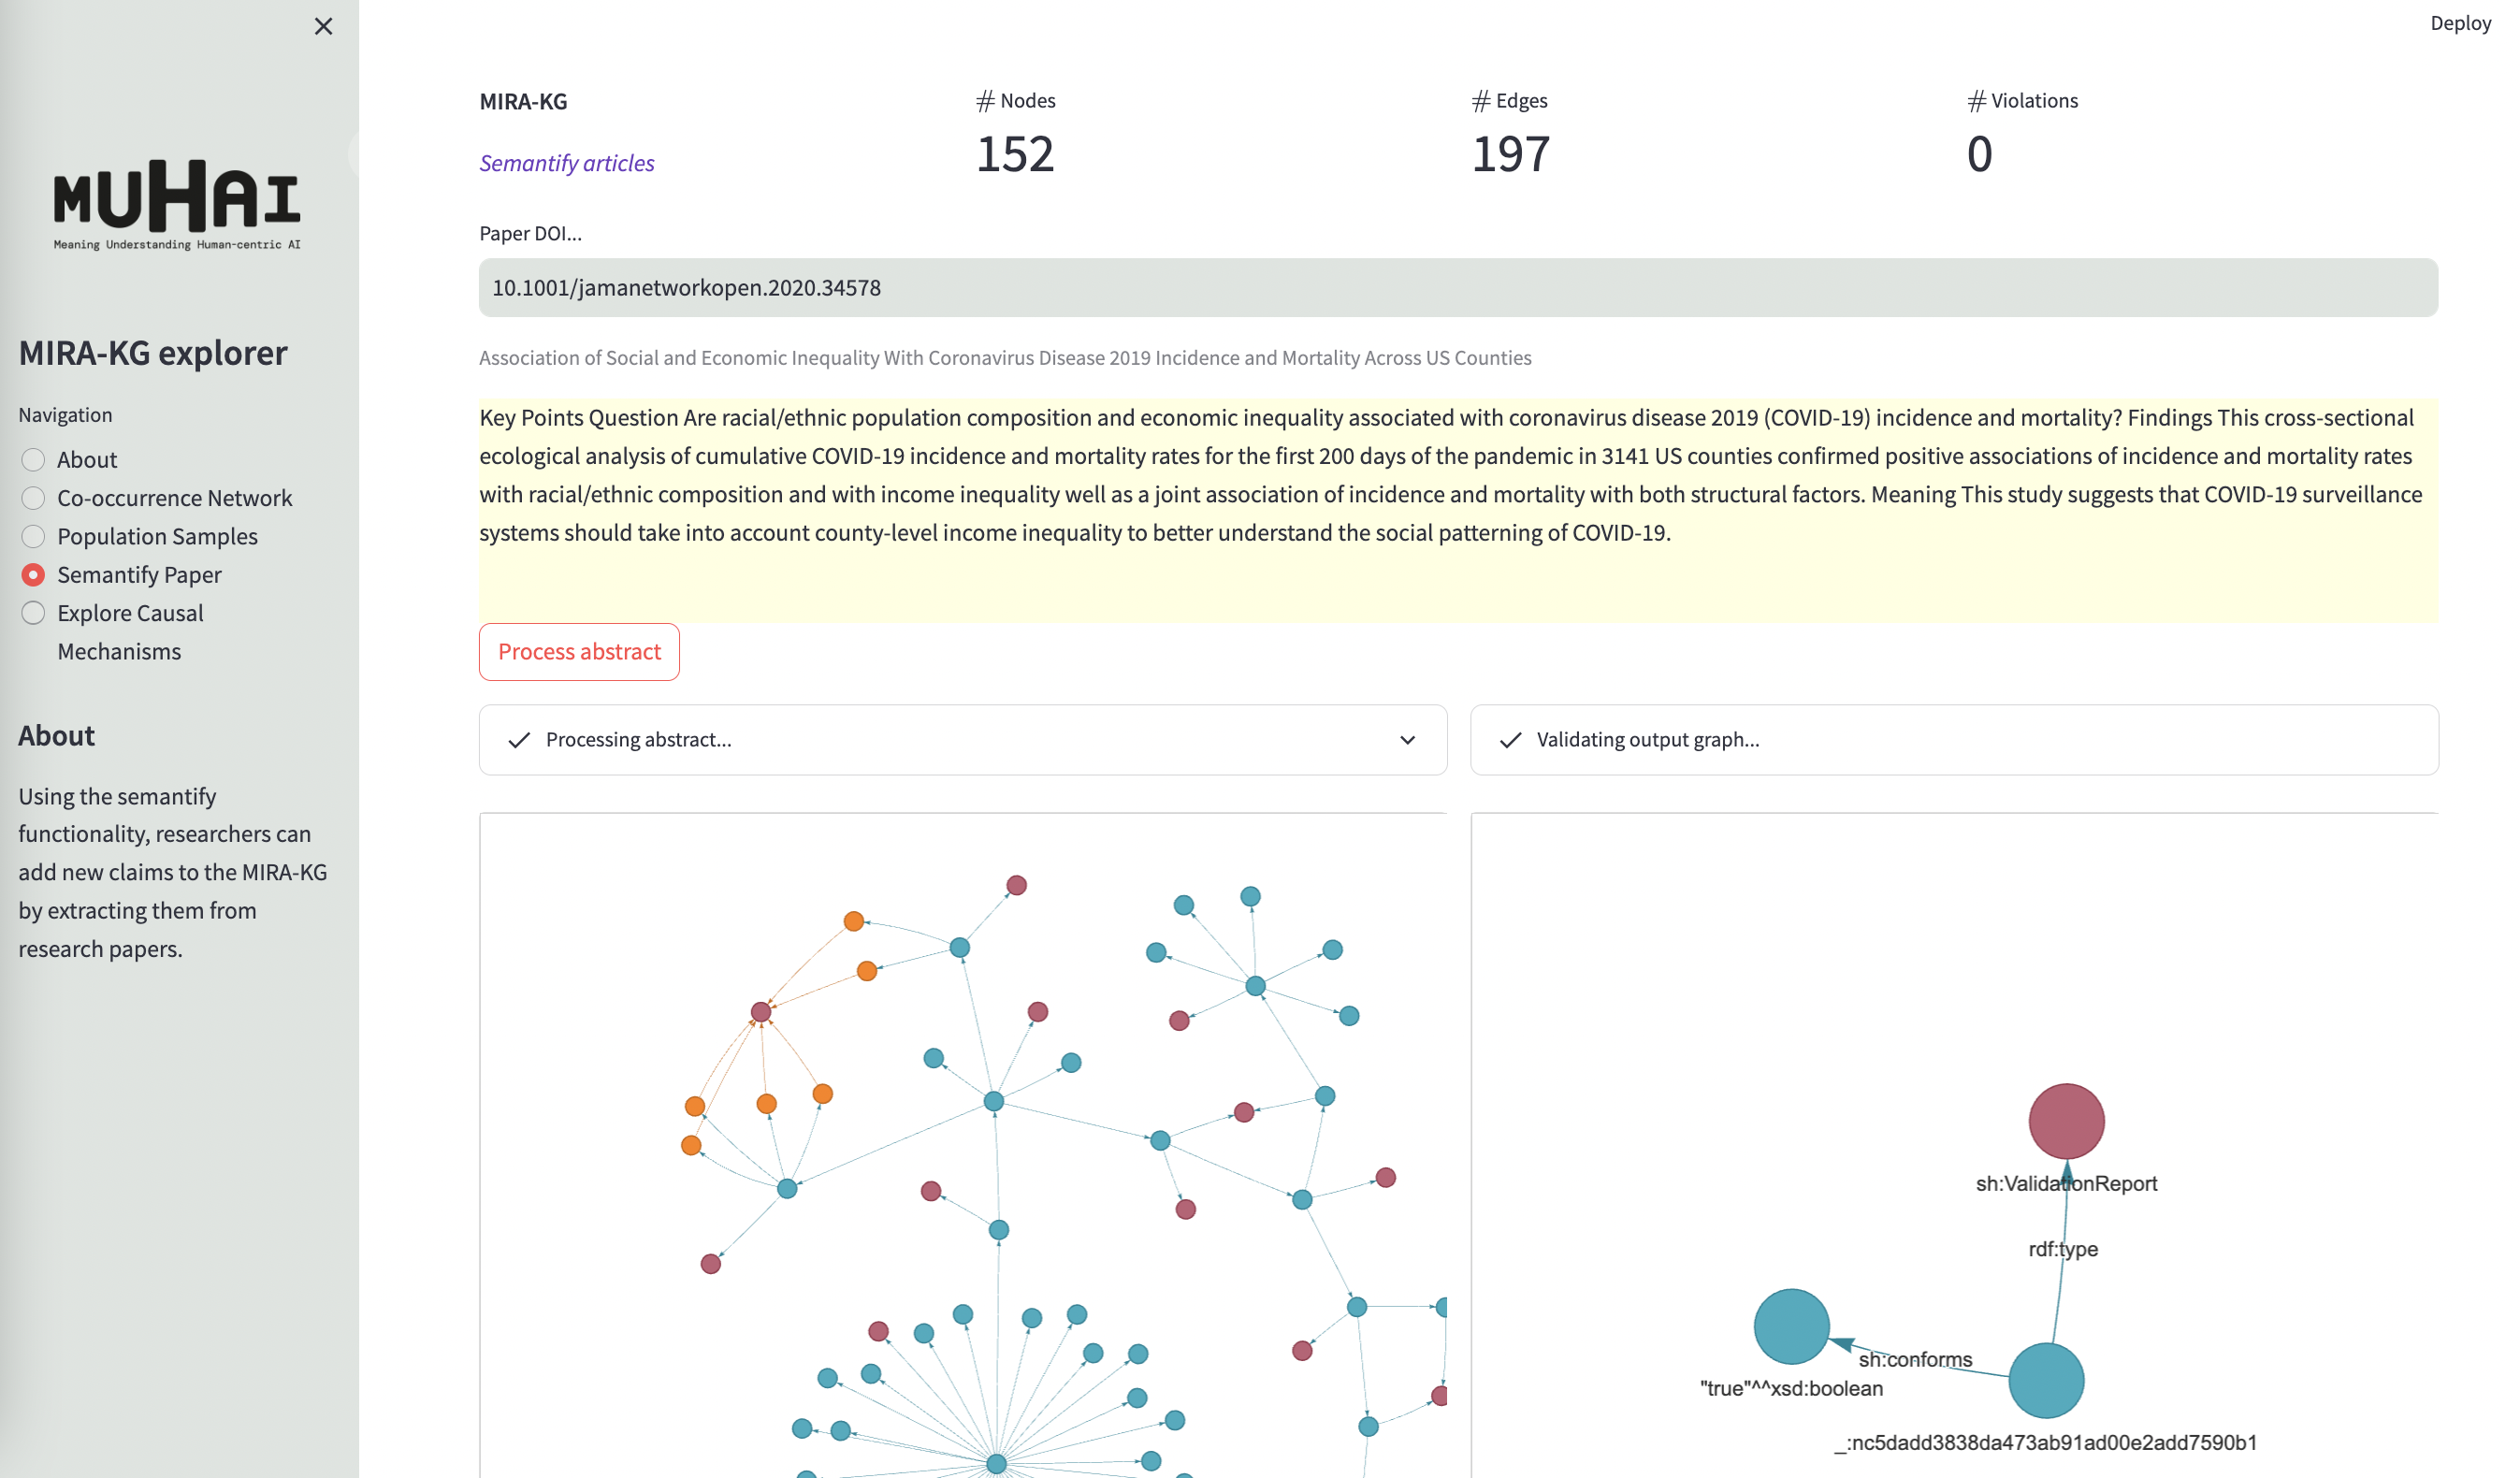 MUHAI
Meaning Understanding Human-centric AI
MIRA-KG explorer
Navigation
About
Co-occurrence Network
Population Samples
Semantify Paper
Explore Causal
Mechanisms
About
Using the semantify
functionality, researchers can
add new claims to the MIRA-KG
by extracting them from
research papers.
Deploy
MIRA-KG
Semantify articles
# Nodes
152
# Edges
197
# Violations
0
Paper DOI...
10.1001/jamanetworkopen.2020.34578
Association of Social and Economic Inequality With Coronavirus Disease 2019 Incidence and Mortality Across US Counties
Key Points Question Are racial/ethnic population composition and economic inequality associated with coronavirus disease 2019 (COVID-19) incidence and mortality? Findings This cross-sectional
ecological analysis of cumulative COVID-19 incidence and mortality rates for the first 200 days of the pandemic in 3141 US counties confirmed positive associations of incidence and mortality rates
with racial/ethnic composition and with income inequality well as a joint association of incidence and mortality with both structural factors. Meaning This study suggests that COVID-19 surveillance
systems should take into account county-level income inequality to better understand the social patterning of COVID-19.
Process abstract
Processing abstract...
Validating output graph...
sh:ValidationReport
rdf:type
sh:conforms
"true"^^xsd:boolean
_:nc5dadd3838da473ab91ad00e2add7590b1